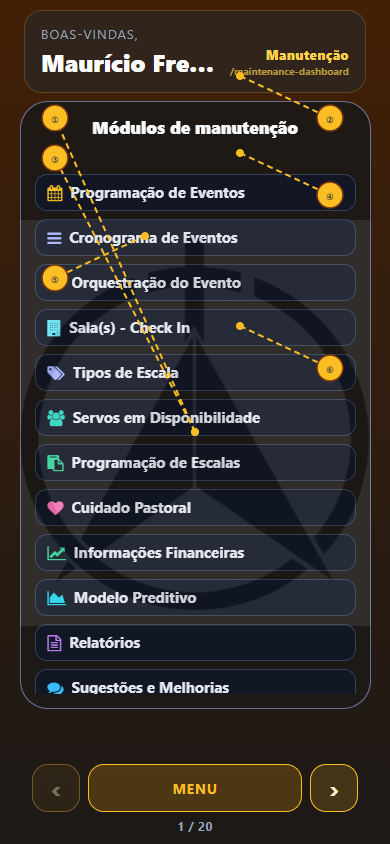 BOAS-VINDAS,
Maurício Fre...
Manutenção
/maintenance-dashboard
① ②
Módulos de manutenção
③
④
Programação de Eventos
Cronograma de Eventos
⑤
Orquestração do Evento
Sala(s) - Check In
⑥
Tipos de Escala
Servos em Disponibilidade
Programação de Escalas
Cuidado Pastoral
Informações Financeiras
Modelo Preditivo
Relatórios
Sugestões e Melhorias
‹ MENU ›
1 / 20